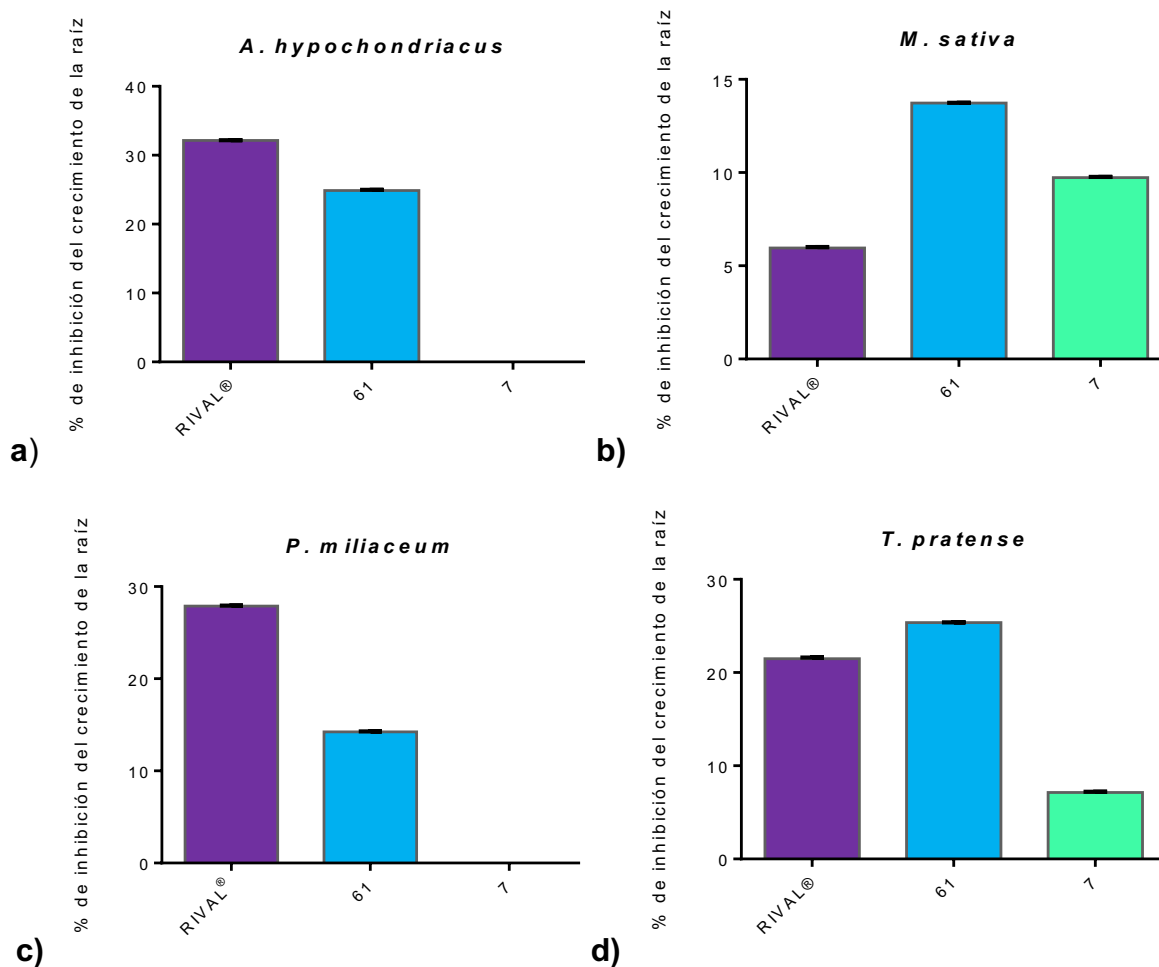 A. hypochondriacus
% de inhibición del crecimiento de la raíz
40
30
20
10
0
RIVAL®
61
7
a)
M. sativa
% de inhibición del crecimiento de la raíz
15
10
5
0
RIVAL®
61
7
b)
P. miliaceum
% de inhibición del crecimiento de la raíz
30
20
10
0
RIVAL®
61
7
c)
T. pratense
% de inhibición del crecimiento de la raíz
30
20
10
0
RIVAL®
61
7
d)